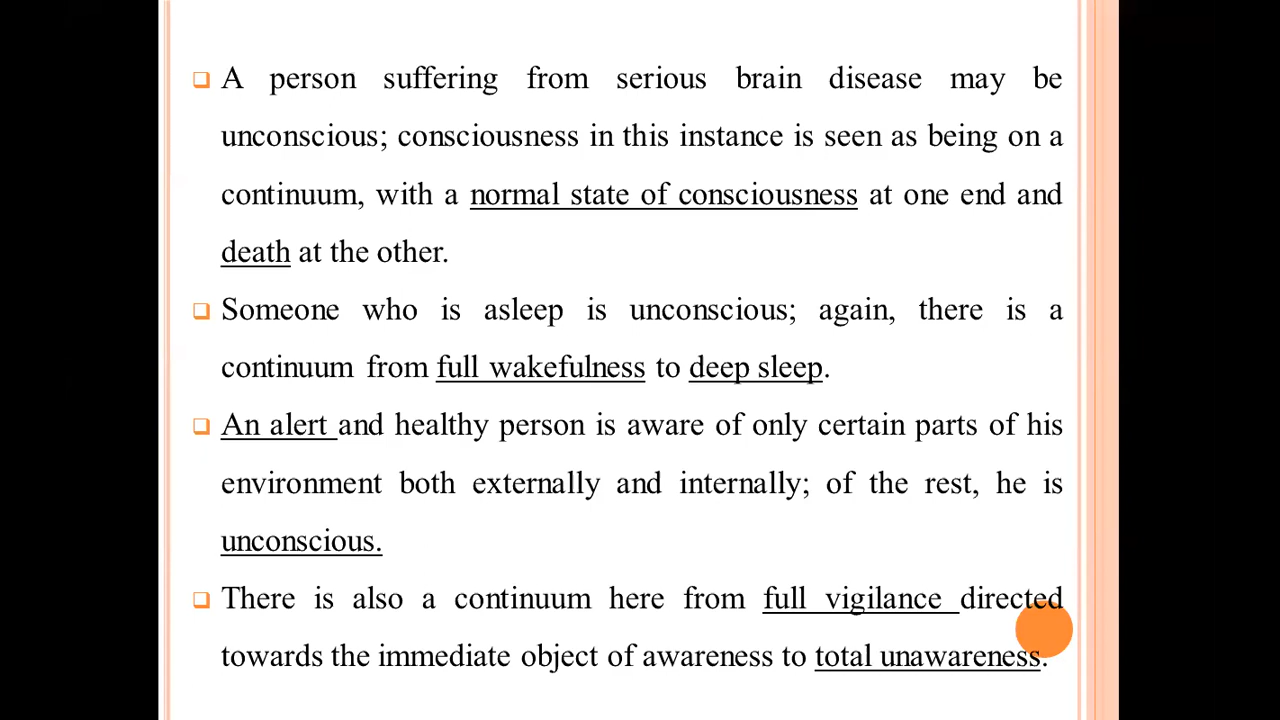 A person suffering from serious brain disease may be
unconscious; consciousness in this instance is seen as being on a
continuum, with a normal state of consciousness at one end and
death at the other.
Someone who is asleep is unconscious; again, there is a
continuum from full wakefulness to deep sleep.
An alert and healthy person is aware of only certain parts of his
environment both externally and internally; of the rest, he is
unconscious.
There is also a continuum here from full vigilance directed
towards the immediate object of awareness to total unawareness.